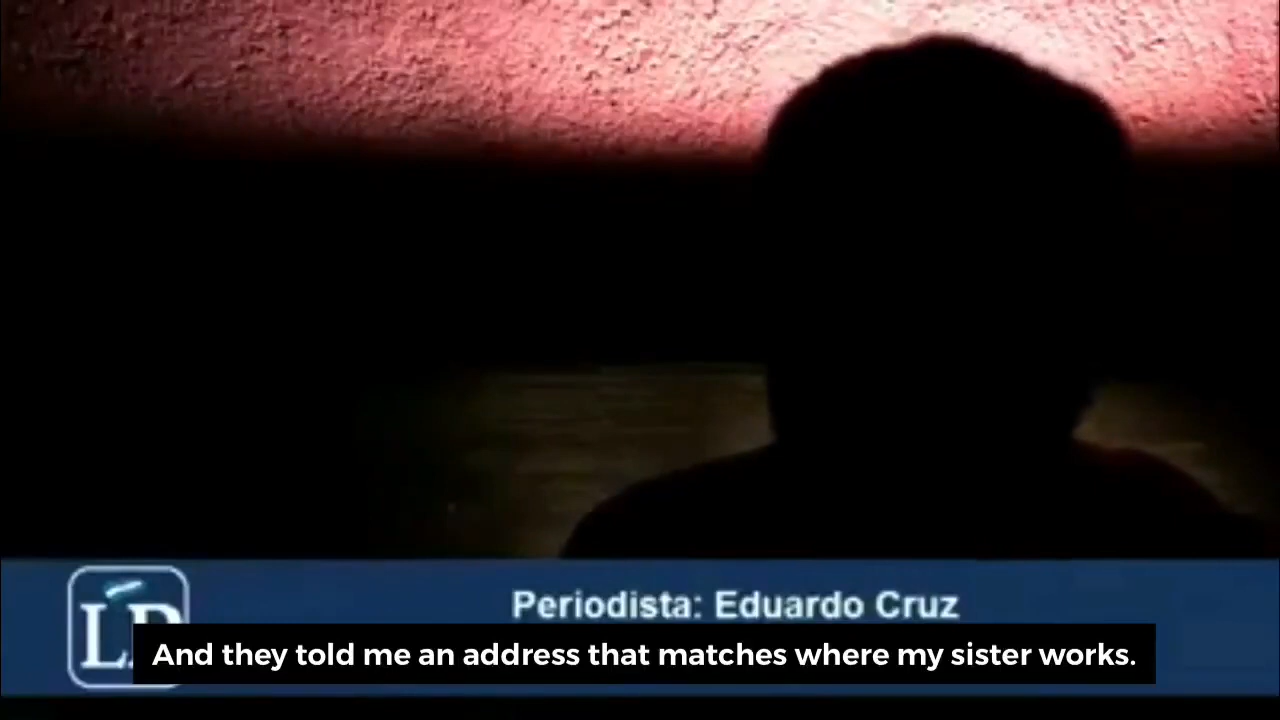 Periodista: Eduardo Cruz
And they told me an address that matches where my sister works.